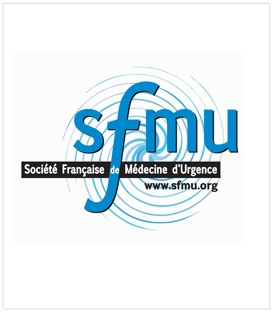 sfmu
Société Française de Médecine d'Urgence
www.sfmu.org